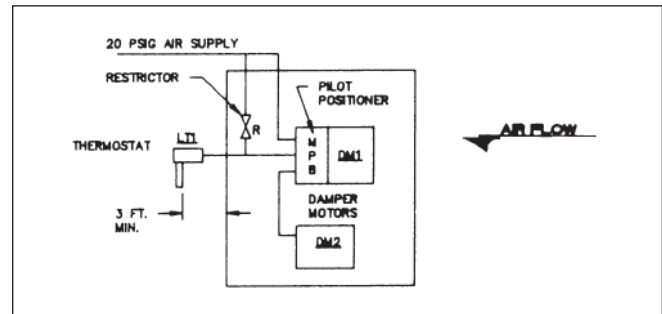 20 PSIG AIR SUPPLY
RESTRICTOR
PILOT
POSITIONER
AIR FLOW
R
M
P
B
DM1
THERMOSTAT
LT1
DAMPER
MOTORS
3 FT.
MIN.
DM2